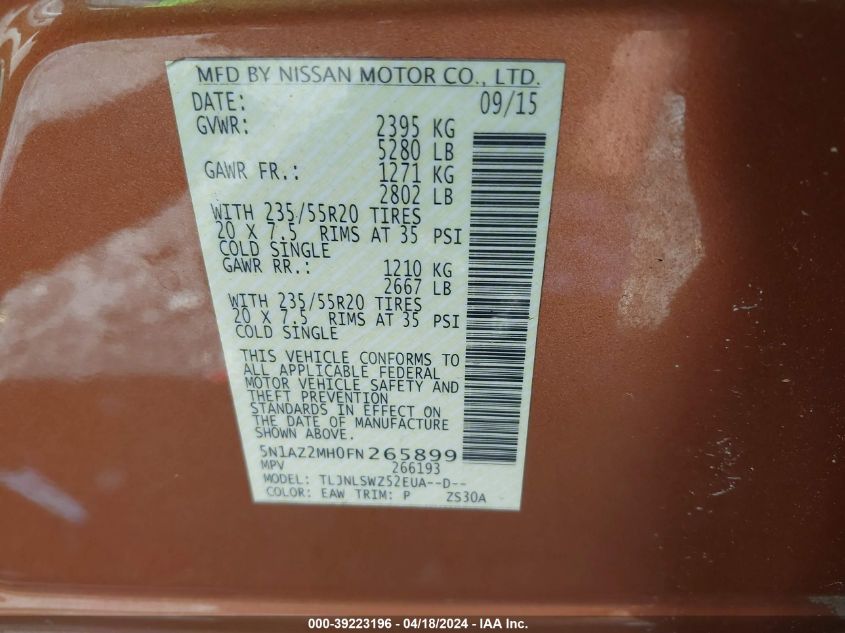 MFD BY NISSAN MOTOR CO., LTD.
DATE: 09/15
GVWR: 2395 KG
5280 LB
GAWR FR.: 1271 KG
2802 LB
WITH 235/55R20 TIRES
20 X 7.5 RIMS AT 35 PSI
COLD SINGLE
GAWR RR.: 1210 KG
2667 LB
WITH 235/55R20 TIRES
20 X 7.5 RIMS AT 35 PSI
COLD SINGLE
THIS VEHICLE CONFORMS TO
ALL APPLICABLE FEDERAL
MOTOR VEHICLE SAFETY AND
THEFT PREVENTION
STANDARDS IN EFFECT ON
THE DATE OF MANUFACTURE
SHOWN ABOVE.
5N1AZ2MH0FN265899
MPV 266193
MODEL: TLJNLSWZ52EUA--D--
COLOR: EAW TRIM: P ZS30A
000-39223196 - 04/18/2024 - IAA Inc.